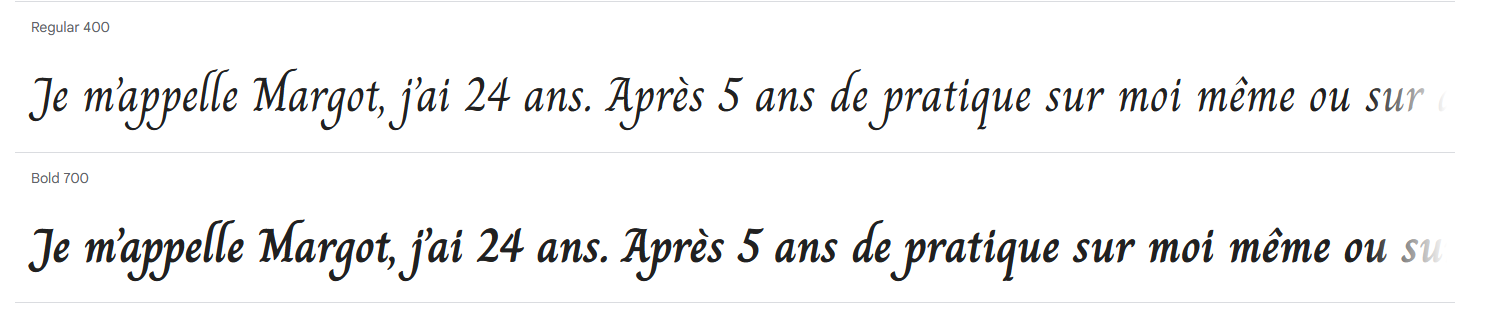 Regular 400
Je m’appelle Margot, j’ai 24 ans. Après 5 ans de pratique sur moi même ou sur
Bold 700
Je m’appelle Margot, j’ai 24 ans. Après 5 ans de pratique sur moi même ou su